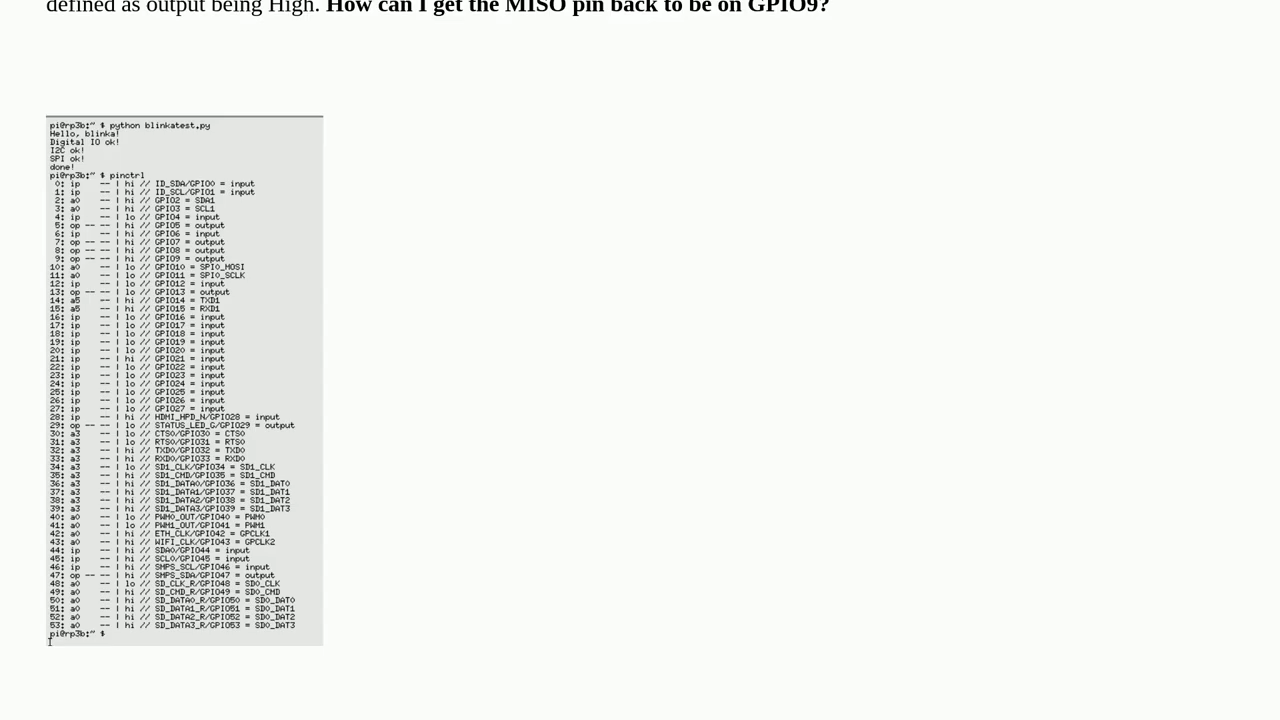 defined as output being High. How can I get the MISO pin back to be on GPIO9?
pi@rp3b:~ $ python blinkatest.py
Hello, blinka!
Digital IO ok!
I2C ok!
SPI ok!
done!
pi@rp3b:~ $ pinctrl
0: ip    -- | hi // ID_SDA/GPIO0 = input
1: ip    -- | hi // ID_SCL/GPIO1 = input
2: a0    -- | hi // GPIO2 = SDA1
3: a0    -- | hi // GPIO3 = SCL1
4: ip    -- | lo // GPIO4 = input
5: op -- -- | hi // GPIO5 = output
6: ip    -- | hi // GPIO6 = input
7: op -- -- | hi // GPIO7 = output
8: op -- -- | hi // GPIO8 = output
9: op -- -- | hi // GPIO9 = output
10: a0    -- | lo // GPIO10 = SPI0_MOSI
11: a0    -- | lo // GPIO11 = SPI0_SCLK
12: ip    -- | lo // GPIO12 = input
13: op -- -- | lo // GPIO13 = output
14: a5    -- | hi // GPIO14 = TXD1
15: a5    -- | hi // GPIO15 = RXD1
16: ip    -- | lo // GPIO16 = input
17: ip    -- | lo // GPIO17 = input
18: ip    -- | lo // GPIO18 = input
19: ip    -- | lo // GPIO19 = input
20: ip    -- | lo // GPIO20 = input
21: ip    -- | hi // GPIO21 = input
22: ip    -- | lo // GPIO22 = input
23: ip    -- | lo // GPIO23 = input
24: ip    -- | lo // GPIO24 = input
25: ip    -- | lo // GPIO25 = input
26: ip    -- | lo // GPIO26 = input
27: ip    -- | lo // GPIO27 = input
28: ip    -- | hi // HDMI_HPD_N/GPIO28 = input
29: op -- -- | lo // STATUS_LED_G/GPIO29 = output
30: a3    -- | lo // CTS0/GPIO30 = CTS0
31: a3    -- | lo // RTS0/GPIO31 = RTS0
32: a3    -- | hi // TXD0/GPIO32 = TXD0
33: a3    -- | hi // RXD0/GPIO33 = RXD0
34: a3    -- | lo // SD1_CLK/GPIO34 = SD1_CLK
35: a3    -- | hi // SD1_CMD/GPIO35 = SD1_CMD
36: a3    -- | hi // SD1_DATA0/GPIO36 = SD1_DAT0
37: a3    -- | hi // SD1_DATA1/GPIO37 = SD1_DAT1
38: a3    -- | hi // SD1_DATA2/GPIO38 = SD1_DAT2
39: a3    -- | hi // SD1_DATA3/GPIO39 = SD1_DAT3
40: a0    -- | lo // PWM0_OUT/GPIO40 = PWM0
41: a0    -- | lo // PWM1_OUT/GPIO41 = PWM1
42: a0    -- | hi // ETH_CLK/GPIO42 = GPCLK1
43: a0    -- | hi // WIFI_CLK/GPIO43 = GPCLK2
44: ip    -- | hi // SDA0/GPIO44 = input
45: ip    -- | hi // SCL0/GPIO45 = input
46: ip    -- | hi // SMPS_SCL/GPIO46 = input
47: op -- -- | hi // SMPS_SDA/GPIO47 = output
48: a0    -- | lo // SD_CLK_R/GPIO48 = SD0_CLK
49: a0    -- | hi // SD_CMD_R/GPIO49 = SD0_CMD
50: a0    -- | hi // SD_DATA0_R/GPIO50 = SD0_DAT0
51: a0    -- | hi // SD_DATA1_R/GPIO51 = SD0_DAT1
52: a0    -- | hi // SD_DATA2_R/GPIO52 = SD0_DAT2
53: a0    -- | hi // SD_DATA3_R/GPIO53 = SD0_DAT3
pi@rp3b:~ $